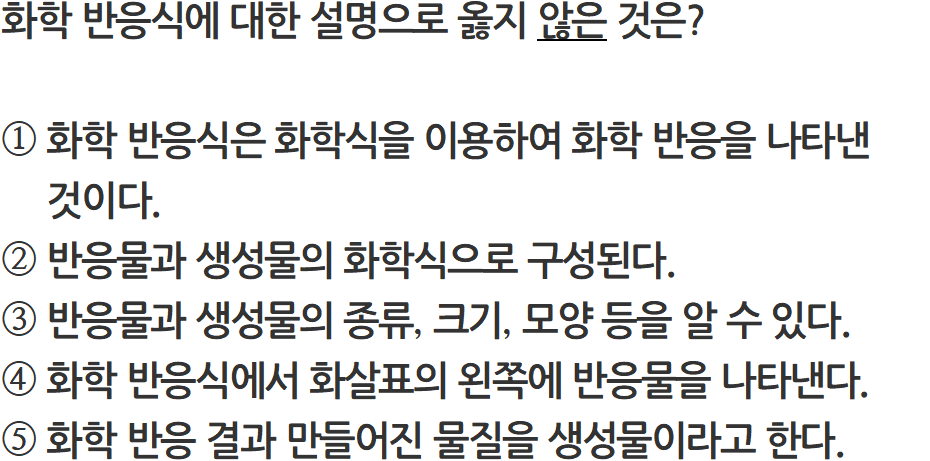 화학 반응식에 대한 설명으로 옳지 않은 것은?
① 화학 반응식은 화학식을 이용하여 화학 반응을 나타낸
것이다.
② 반응물과 생성물의 화학식으로 구성된다.
③ 반응물과 생성물의 종류, 크기, 모양 등을 알 수 있다.
④ 화학 반응식에서 화살표의 왼쪽에 반응물을 나타낸다.
⑤ 화학 반응 결과 만들어진 물질을 생성물이라고 한다.